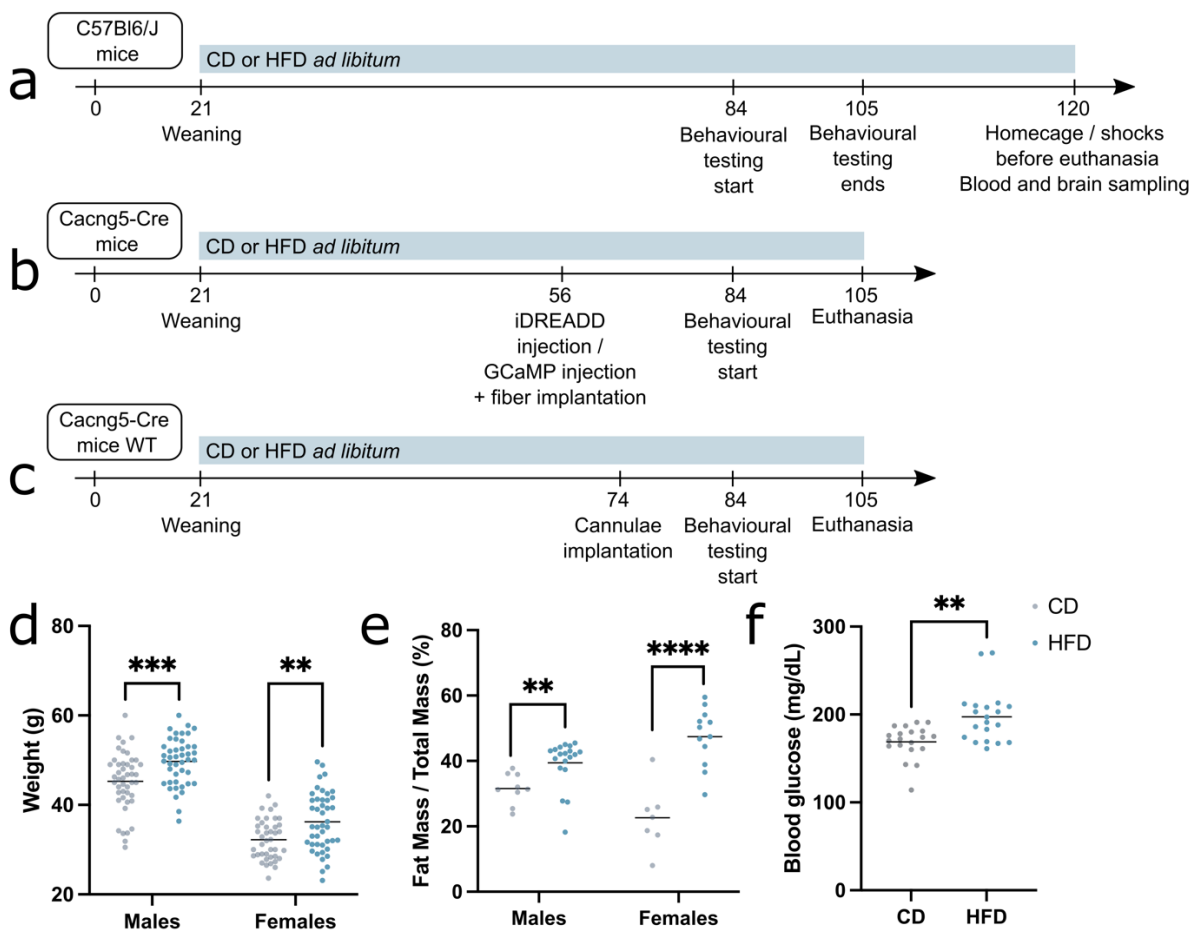 a
C57Bl6/J
mice
CD or HFD ad libitum
0
21
84
105
120
Weaning
Behavioural
testing
start
Behavioural
testing
ends
Homecage / shocks
before euthanasia
Blood and brain sampling
b
Cacng5-Cre
mice
CD or HFD ad libitum
0
21
56
84
105
Weaning
iDREADD
injection /
GCaMP injection
+ fiber implantation
Behavioural
testing
start
Euthanasia
c
Cacng5-Cre
mice WT
CD or HFD ad libitum
0
21
74
84
105
Weaning
Cannulae
implantation
Behavioural
testing
start
Euthanasia
d
Weight (g)
80
60
40
20
***
**
Males
Females
e
Fat Mass / Total Mass (%)
80
60
40
20
0
**
****
Males
Females
f
Blood glucose (mg/dL)
300
200
100
0
**
CD
HFD
CD
HFD